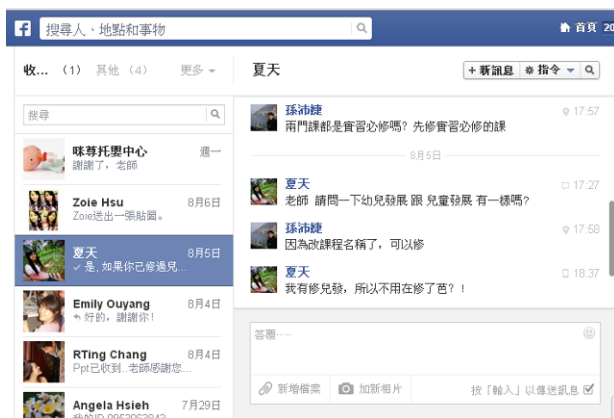 f 搜尋人、地點和事物
首頁 20
收... (1) 其他 (4) 更多
夏天
+ 新訊息 指令
搜尋
咪尊托嬰中心 週一
謝謝了，老師
Zoie Hsu 8月6日
Zoie送出一張貼圖。
夏天 8月5日
✓ 是, 如果你已修過兒...
Emily Ouyang 8月4日
好的，謝謝你!
RTing Chang 8月4日
Ppt已收到..老師感謝您...
Angela Hsieh 7月29日
孫沛婕 17:57
兩門課都是實習必修嗎? 先修實習必修的課
8月5日
夏天 17:27
老師 請問一下幼兒發展 跟 兒童發展 有一樣嗎?
孫沛婕 17:58
因為改課程名稱了，可以修
夏天 18:37
我有修兒發，所以不用在修了芭? !
答覆......
新增檔案 加新相片 按「輸入」以傳送訊息